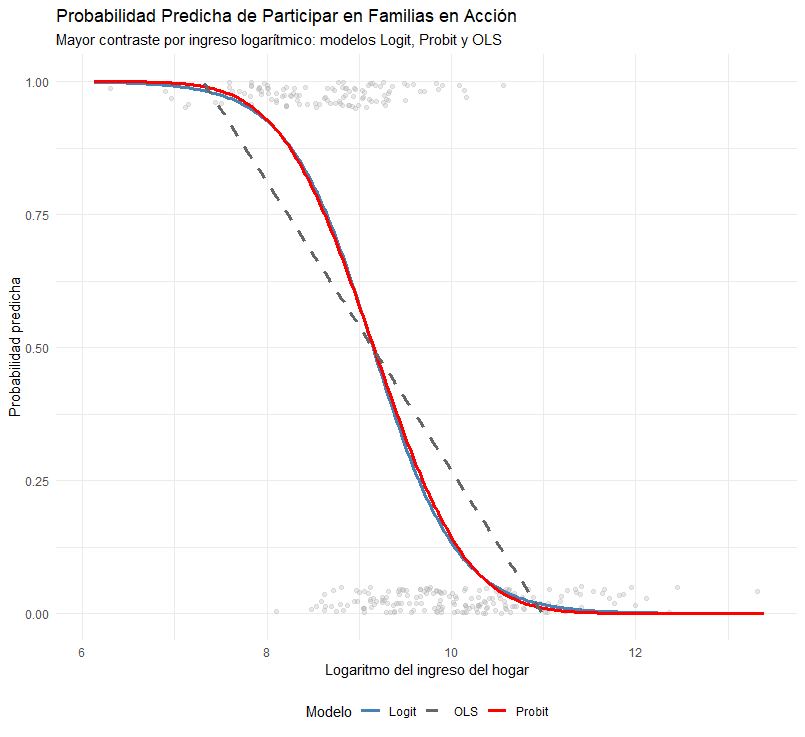 Probabilidad Predicha de Participar en Familias en Acción
Mayor contraste por ingreso logarítmico: modelos Logit, Probit y OLS
1.00
0.75
0.50
0.25
0.00
Probabilidad predicha
6 8 10 12
Logaritmo del ingreso del hogar
Modelo Logit OLS Probit